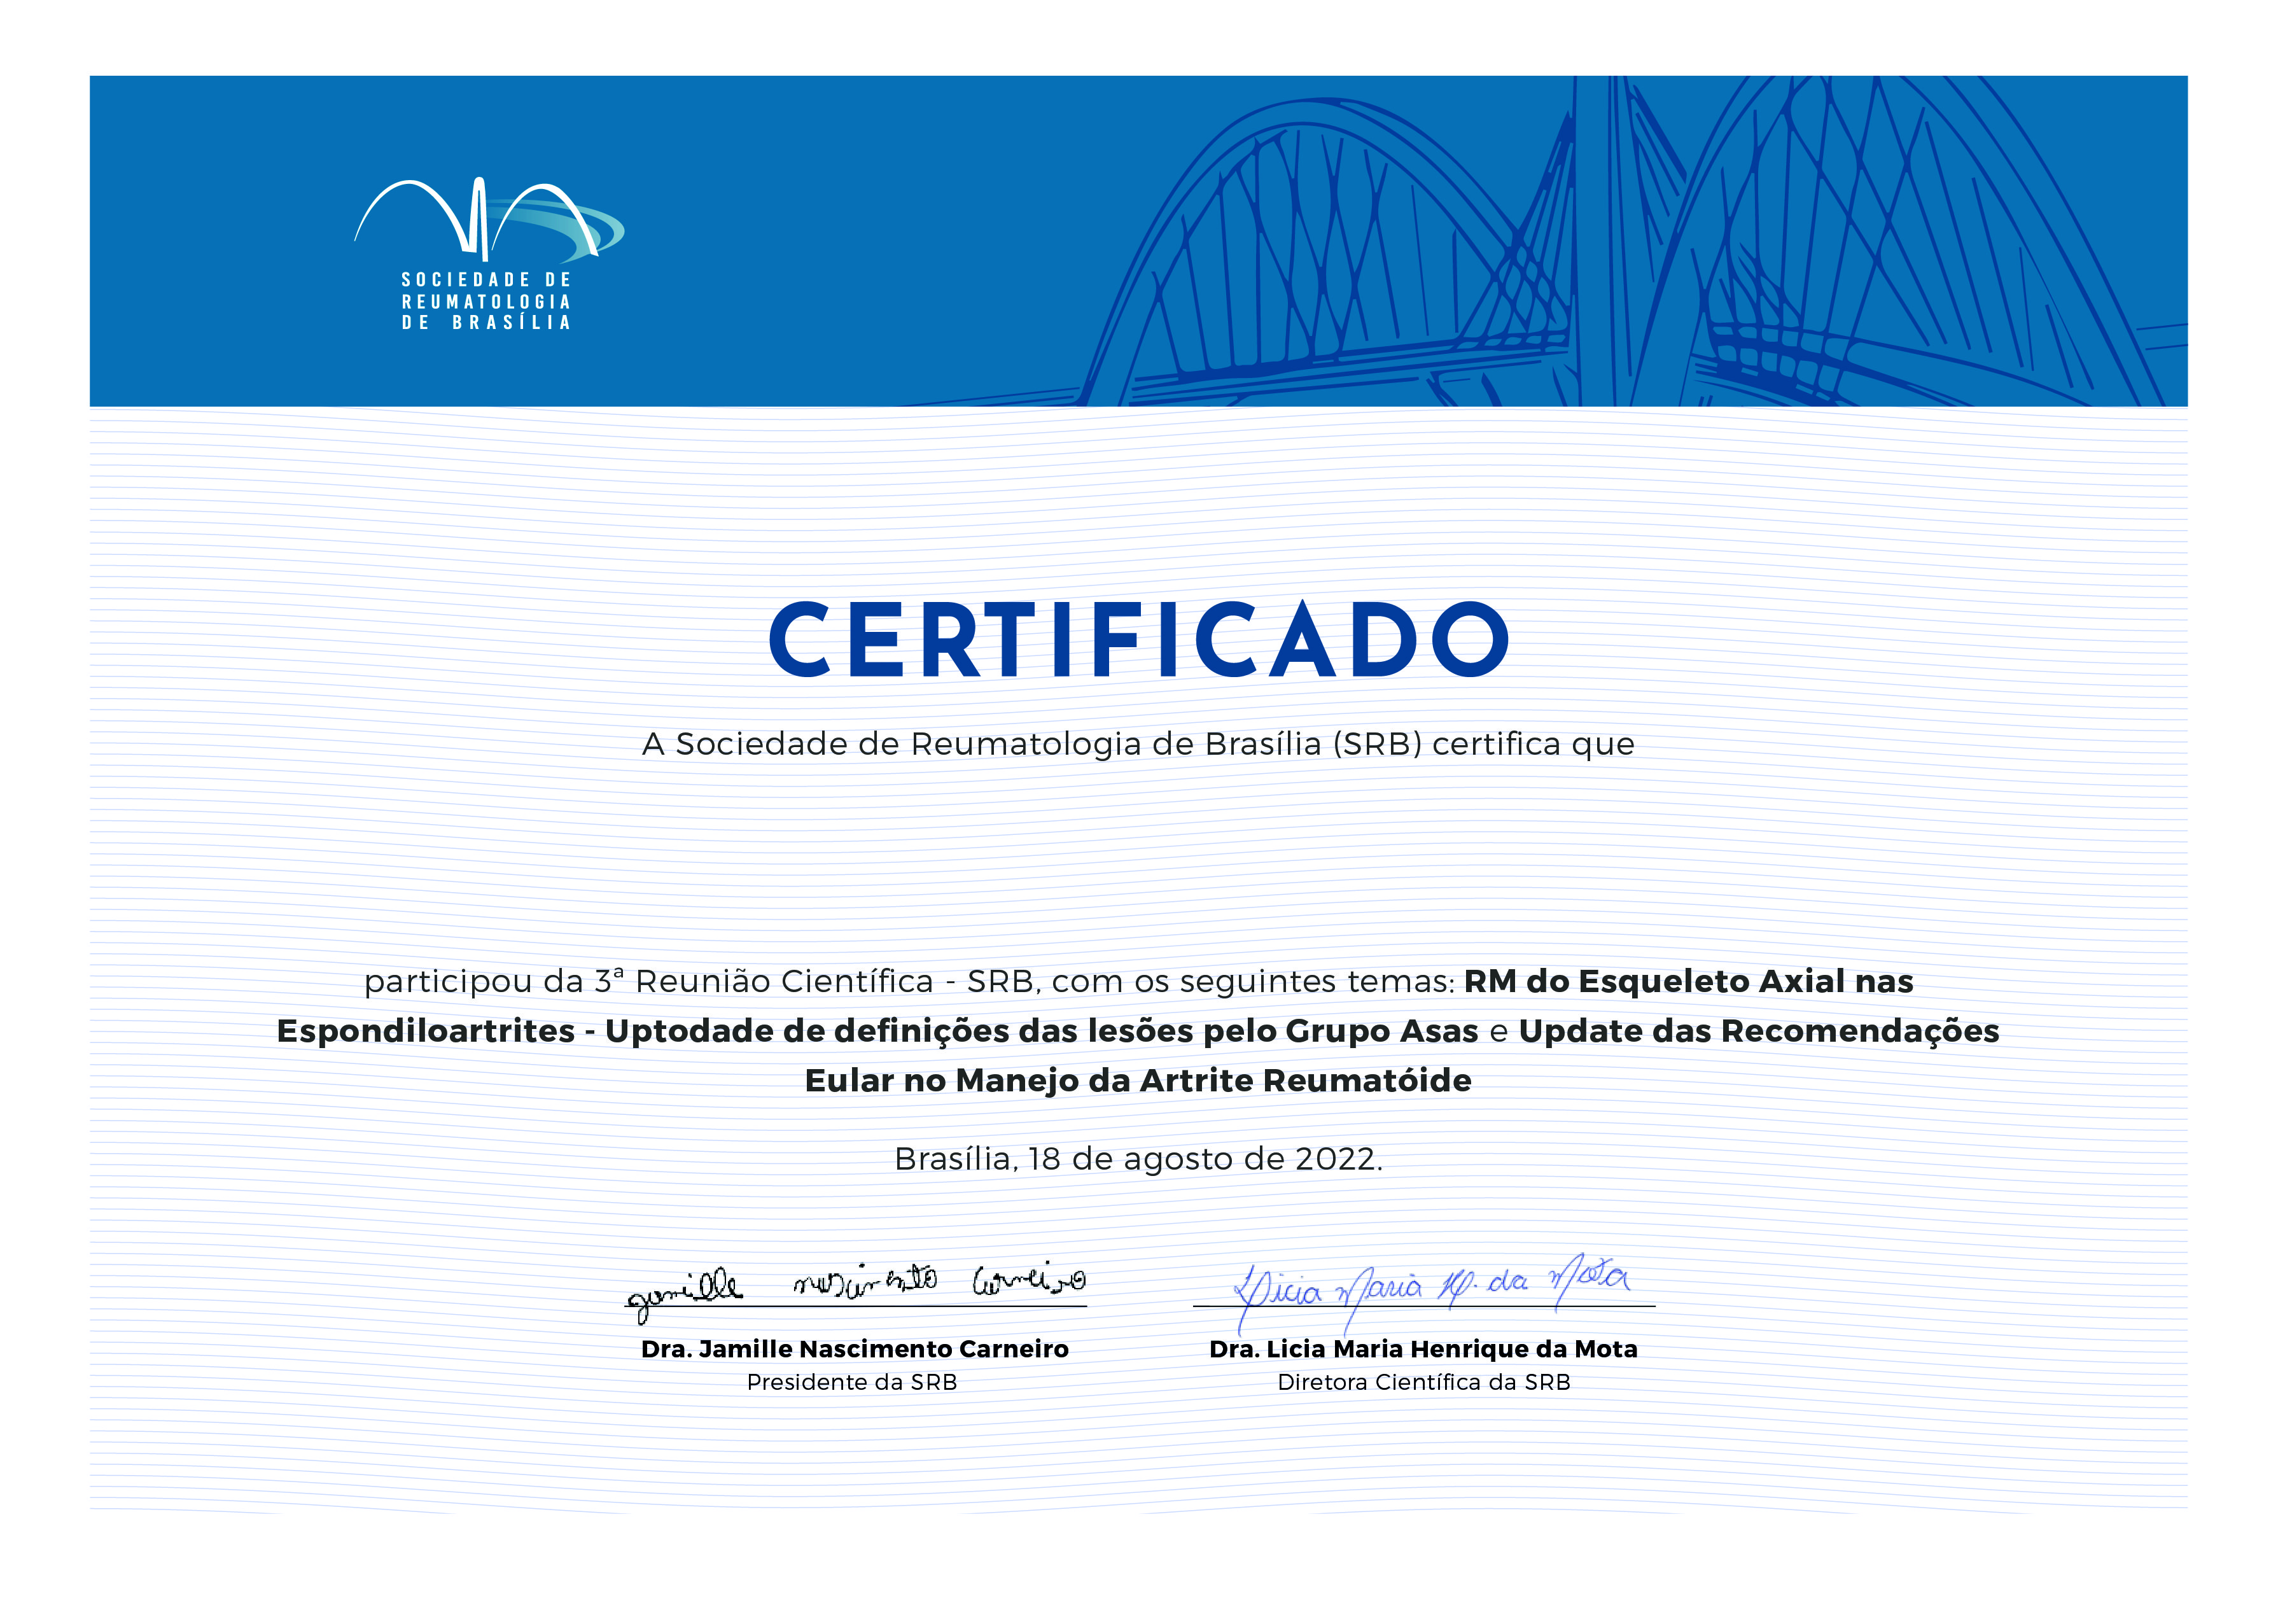 SOCIEDADE DE
REUMATOLOGIA
DE BRASÍLIA
CERTIFICADO
A Sociedade de Reumatologia de Brasília (SRB) certifica que
participou da 3ª Reunião Científica - SRB, com os seguintes temas: RM do Esqueleto Axial nas
Espondiloartrites - Uptodade de definições das lesões pelo Grupo Asas e Update das Recomendações
Eular no Manejo da Artrite Reumatóide
Brasília, 18 de agosto de 2022.
Jamille Nascimento Carneiro
Licia Maria H. da Mota
Dra. Jamille Nascimento Carneiro
Dra. Licia Maria Henrique da Mota
Presidente da SRB
Diretora Científica da SRB